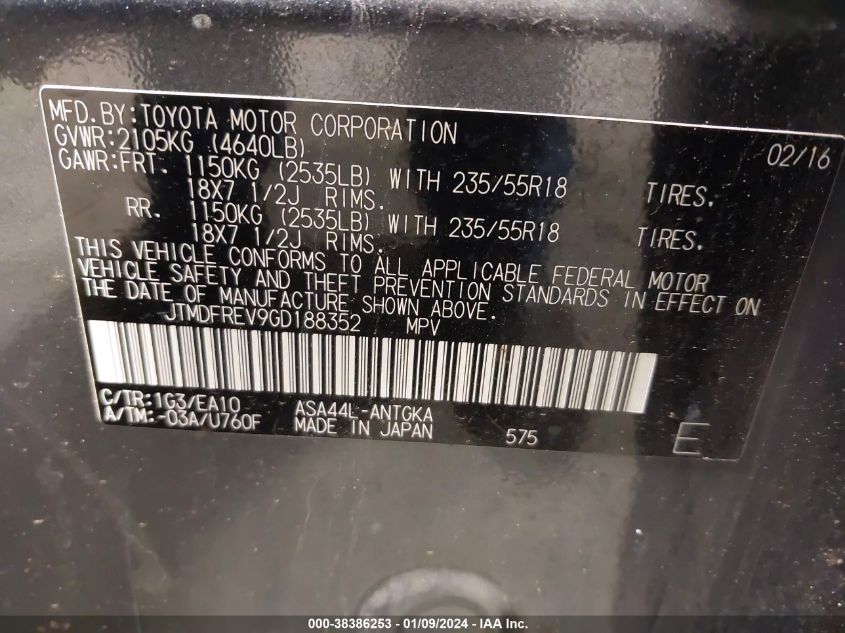 MFD.BY:TOYOTA MOTOR CORPORATION 02/16
GVWR:2105KG (4640LB)
GAWR:FRT. 1150KG (2535LB) WITH 235/55R18 TIRES.
18X7 1/2J RIMS.
RR. 1150KG (2535LB) WITH 235/55R18 TIRES.
18X7 1/2J RIMS.
THIS VEHICLE CONFORMS TO ALL APPLICABLE FEDERAL MOTOR
VEHICLE SAFETY AND THEFT PREVENTION STANDARDS IN EFFECT ON
THE DATE OF MANUFACTURE SHOWN ABOVE.
JTMDFREV9GD188352 MPV
C/TR:1G3/EA10 ASA44L-ANTGKA
A/TM:-03A/U760F MADE IN JAPAN 575 E
000-38386253 - 01/09/2024 - IAA Inc.